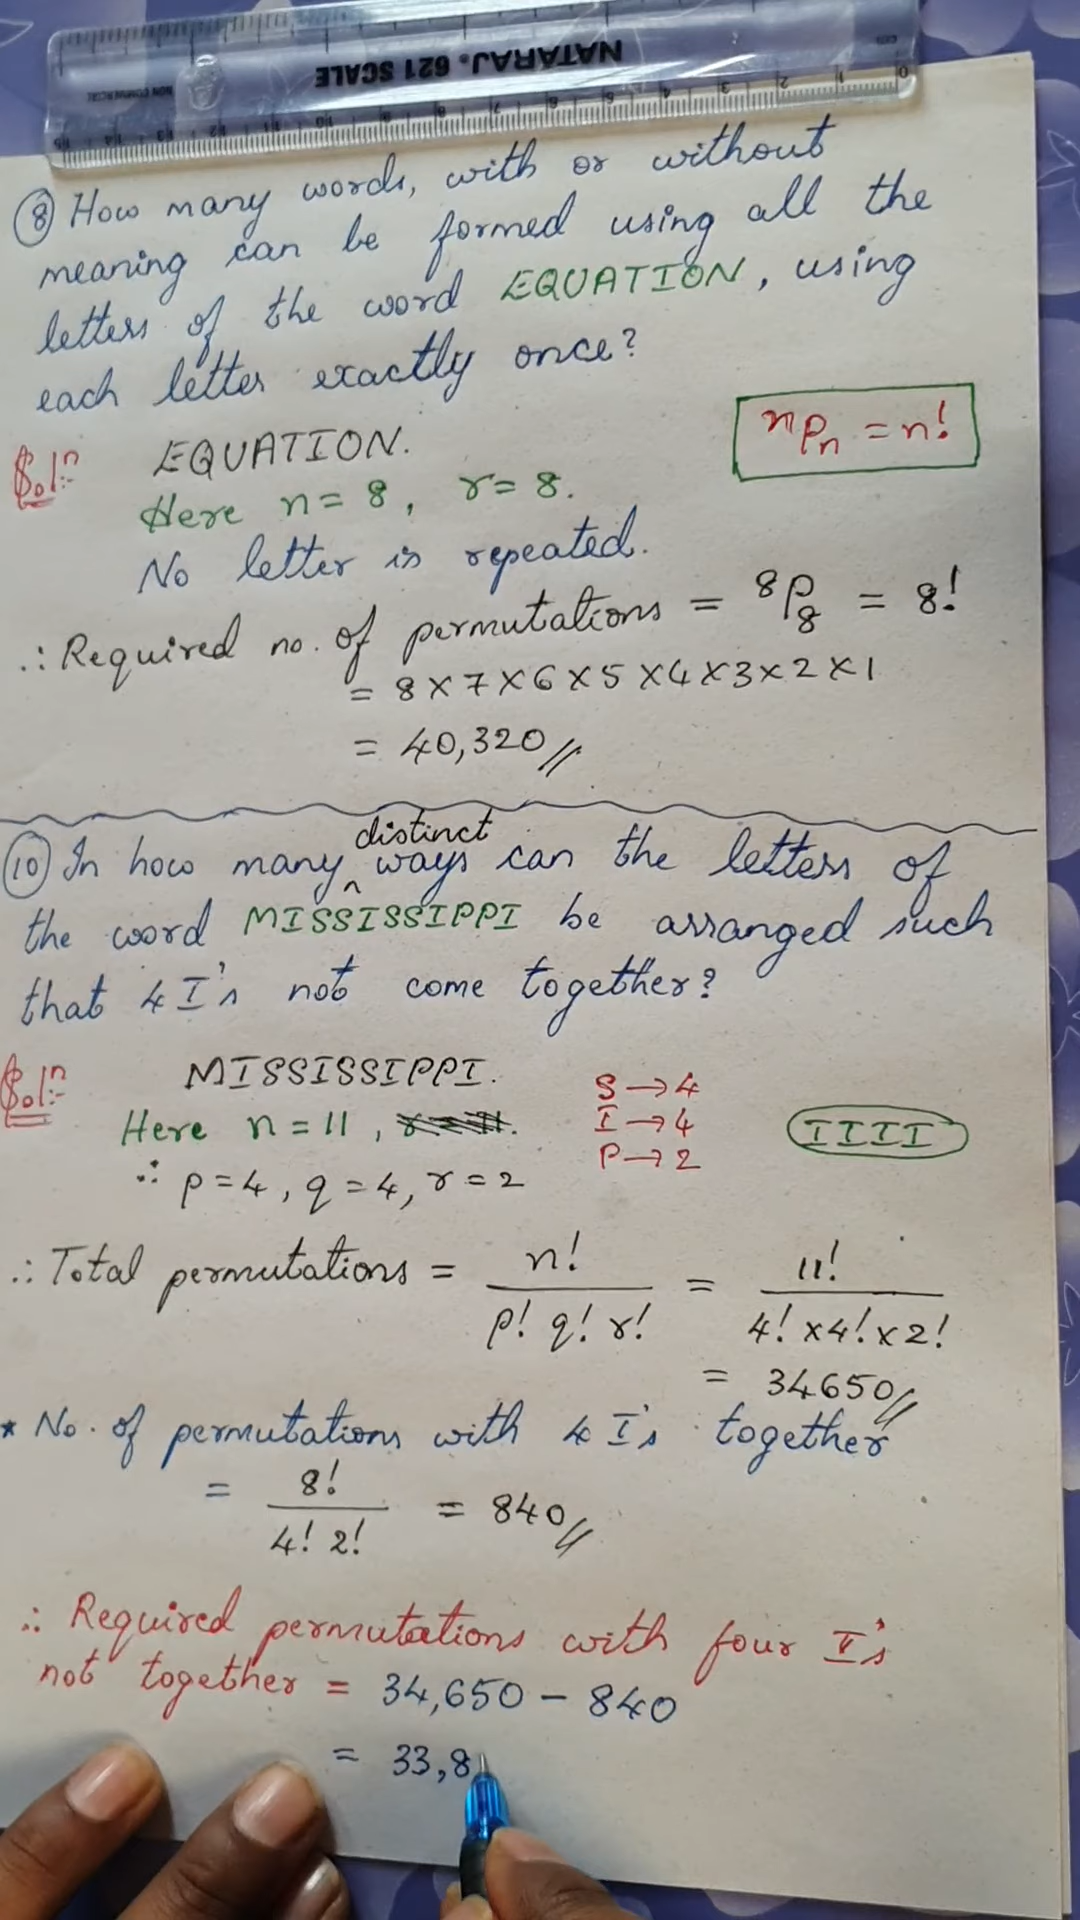 NATARAJ. 621 SCALE
⑧ How many words, with or without
meaning can be formed using all the
letters of the word EQUATION, using
each letter exactly once?
Solⁿ:- EQUATION.
ⁿPₙ = n!
Here n = 8, r = 8.
No letter is repeated.
∴ Required no. of permutations = ⁸P₈ = 8!
= 8 × 7 × 6 × 5 × 4 × 3 × 2 × 1
= 40,320//
distinct
⑩ In how many ‸ ways can the letters of
the word MISSISSIPPI be arranged such
that 4 I's not come together?
Solⁿ:- MISSISSIPPI.
S → 4
Here n = 11,
I → 4
IIII
P → 2
∴ p = 4, q = 4, r = 2
∴ Total permutations = n! / p! q! r! = 11! / 4! × 4! × 2!
= 34650//
* No. of permutations with 4 I's together
= 8! / 4! 2! = 840//
∴ Required permutations with four I's
not together = 34,650 – 840
= 33,8